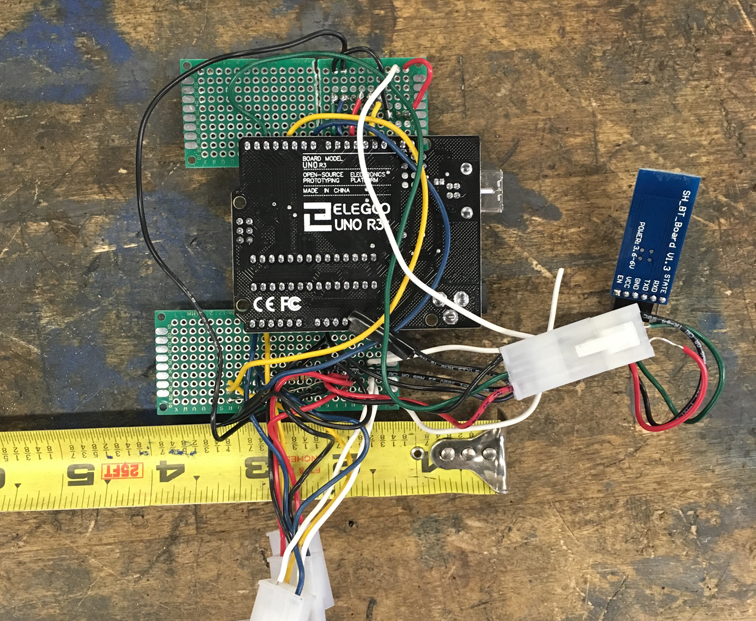 BOARD MODEL:
UNO R3
OPEN-SOURCE ELECTRONICS
PROTOTYPING PLATFORM
MADE IN CHINA
ELEGOO
UNO R3
CE FC
SH_BT_Board V1.3
POWER:3.6-6V
STATE
RXD
TXD
GND
VCC
EN
5
25FT
4
3